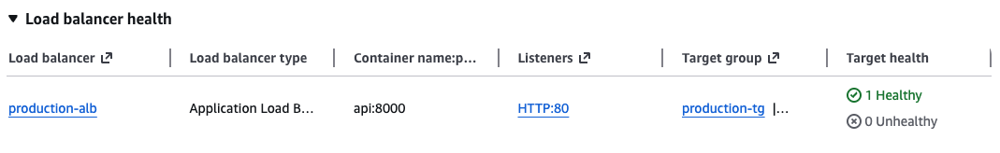 ▼ Load balancer health
Load balancer Load balancer type Container name:p... Listeners Target group Target health
production-alb Application Load B... api:8000 HTTP:80 production-tg |... 1 Healthy
0 Unhealthy